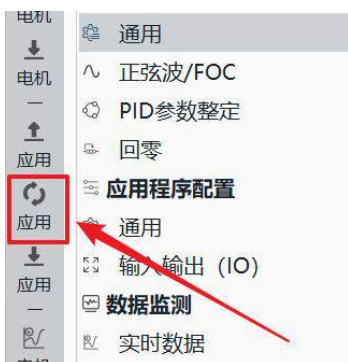 电机
电机
应用
应用
应用
通用
正弦波/FOC
PID参数整定
回零
应用程序配置
通用
输入输出（IO）
数据监测
实时数据